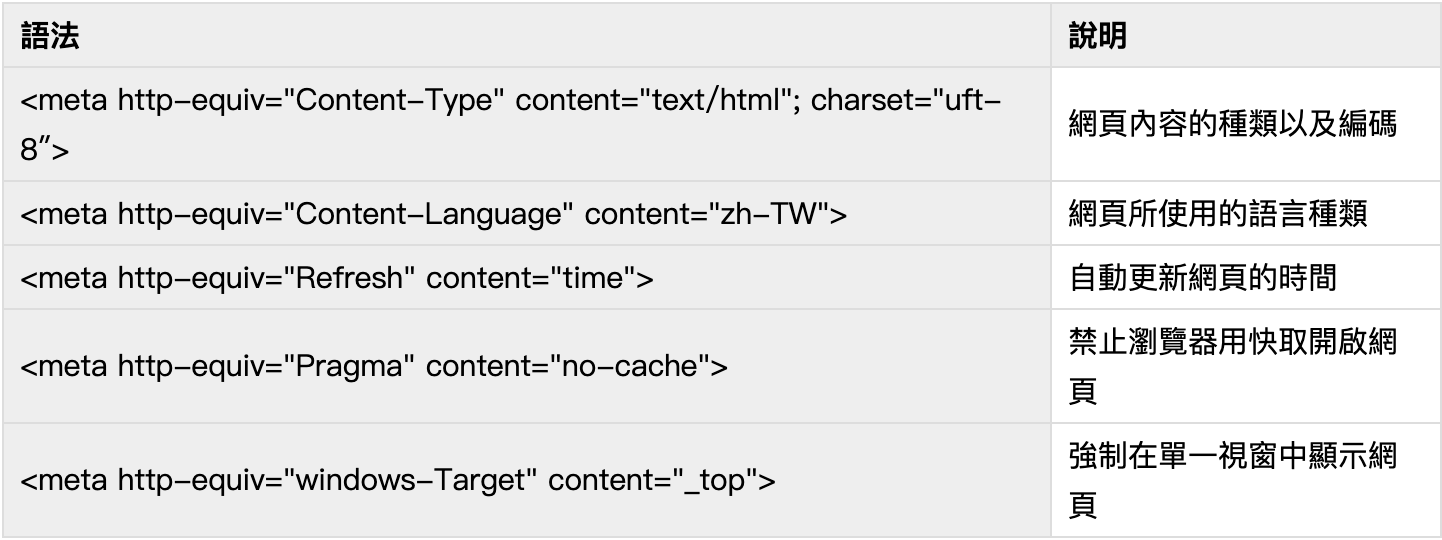 語法
說明
<meta http-equiv="Content-Type" content="text/html"; charset="uft-
8″>
網頁內容的種類以及編碼
<meta http-equiv="Content-Language" content="zh-TW">
網頁所使用的語言種類
<meta http-equiv="Refresh" content="time">
自動更新網頁的時間
<meta http-equiv="Pragma" content="no-cache">
禁止瀏覽器用快取開啟網
頁
<meta http-equiv="windows-Target" content="_top">
強制在單一視窗中顯示網
頁